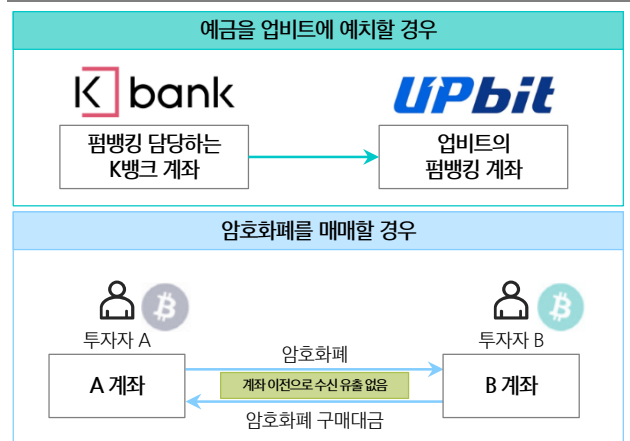 예금을 업비트에 예치할 경우
K bank
UPbit
펌뱅킹 담당하는
K뱅크 계좌
업비트의
펌뱅킹 계좌
암호화폐를 매매할 경우
투자자 A
투자자 B
암호화폐
A 계좌
계좌 이전으로 수신 유출 없음
B 계좌
암호화폐 구매대금